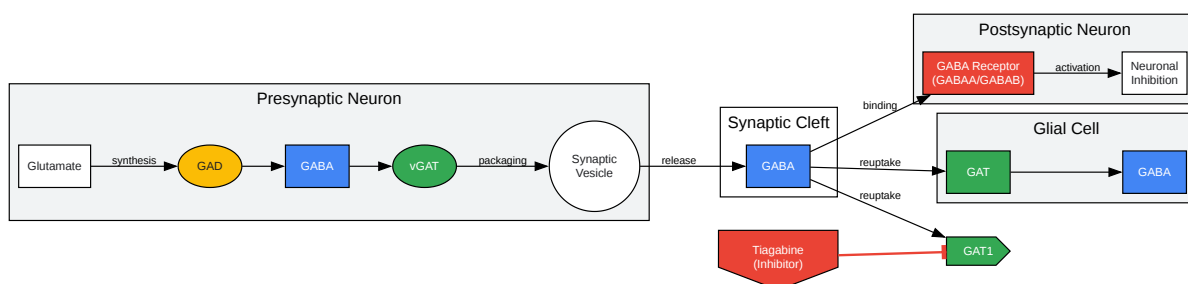 Presynaptic Neuron
Glutamate
synthesis
GAD
GABA
vGAT
packaging
Synaptic
Vesicle
release
Synaptic Cleft
GABA
binding
reuptake
reuptake
Postsynaptic Neuron
GABA Receptor
(GABAA/GABAB)
activation
Neuronal
Inhibition
Glial Cell
GAT
GABA
Tiagabine
(Inhibitor)
GAT1